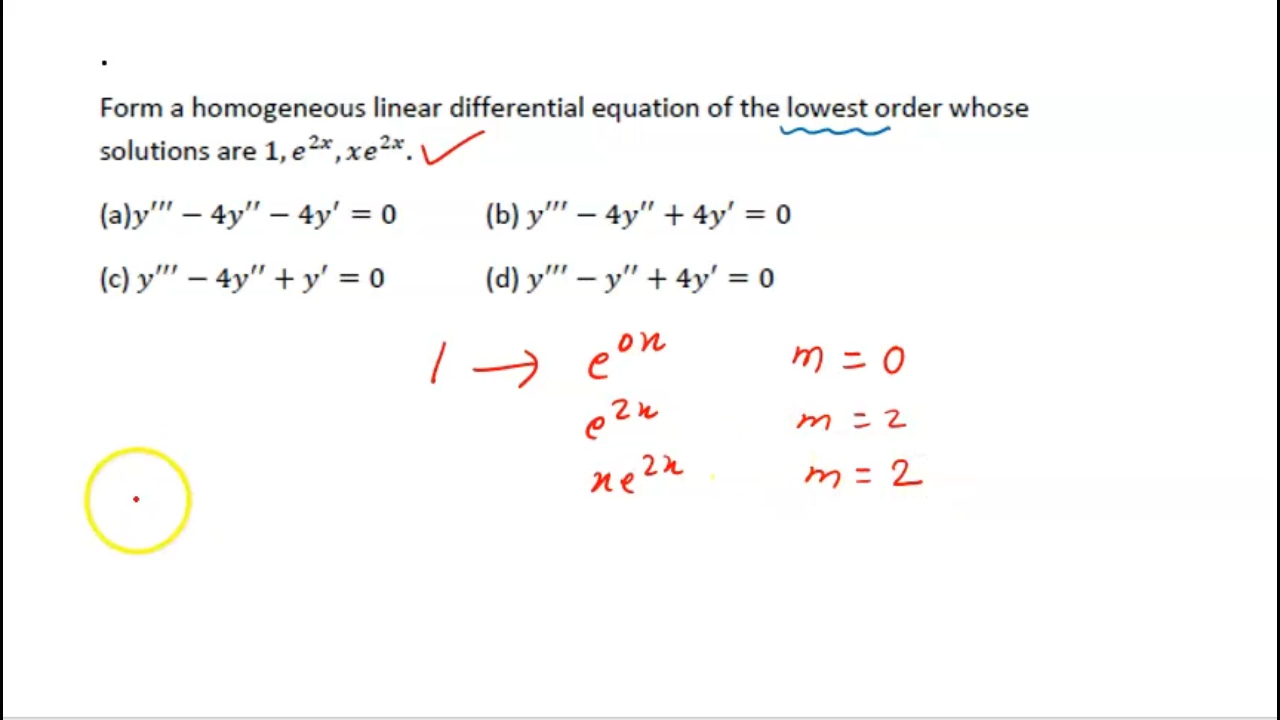 .
Form a homogeneous linear differential equation of the lowest order whose
solutions are 1, e^{2x}, xe^{2x}.
(a)y′′′ − 4y′′ − 4y′ = 0 (b) y′′′ − 4y′′ + 4y′ = 0
(c) y′′′ − 4y′′ + y′ = 0 (d) y′′′ − y′′ + 4y′ = 0
1 → e^{0x} m = 0
e^{2x} m = 2
xe^{2x} m = 2